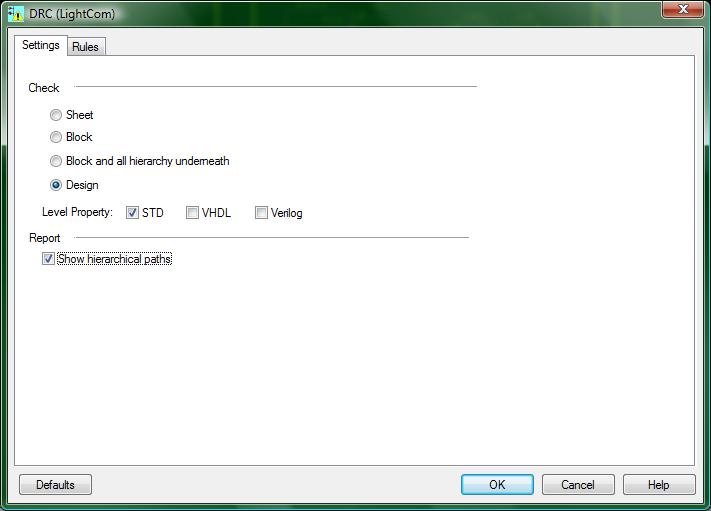 DRC (LightCom)
Settings Rules
Check
Sheet
Block
Block and all hierarchy underneath
Design
Level Property: STD VHDL Verilog
Report
Show hierarchical paths
Defaults OK Cancel Help